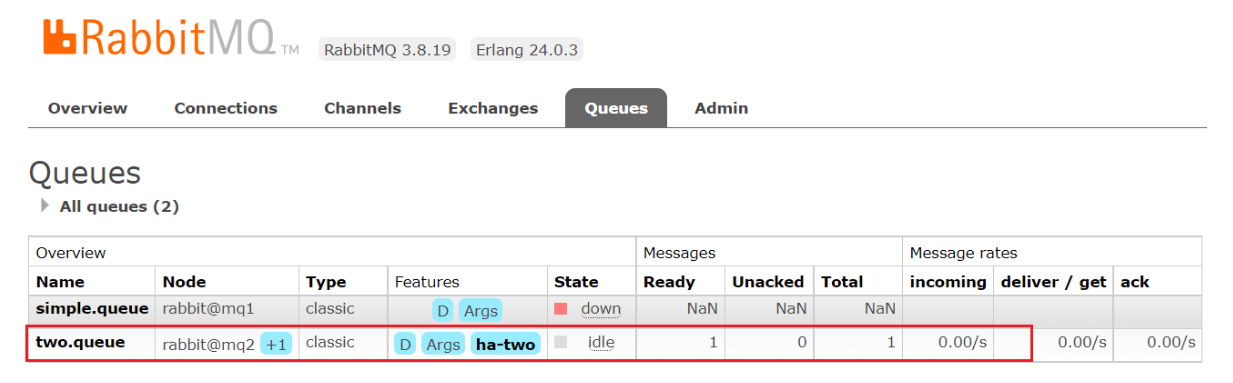 RabbitMQ TM RabbitMQ 3.8.19 Erlang 24.0.3
Overview Connections Channels Exchanges Queues Admin
Queues
All queues (2)
Overview Messages Message rates
Name Node Type Features State Ready Unacked Total incoming deliver / get ack
simple.queue rabbit@mq1 classic D Args down NaN NaN NaN
two.queue rabbit@mq2 +1 classic D Args ha-two idle 1 0 1 0.00/s 0.00/s 0.00/s